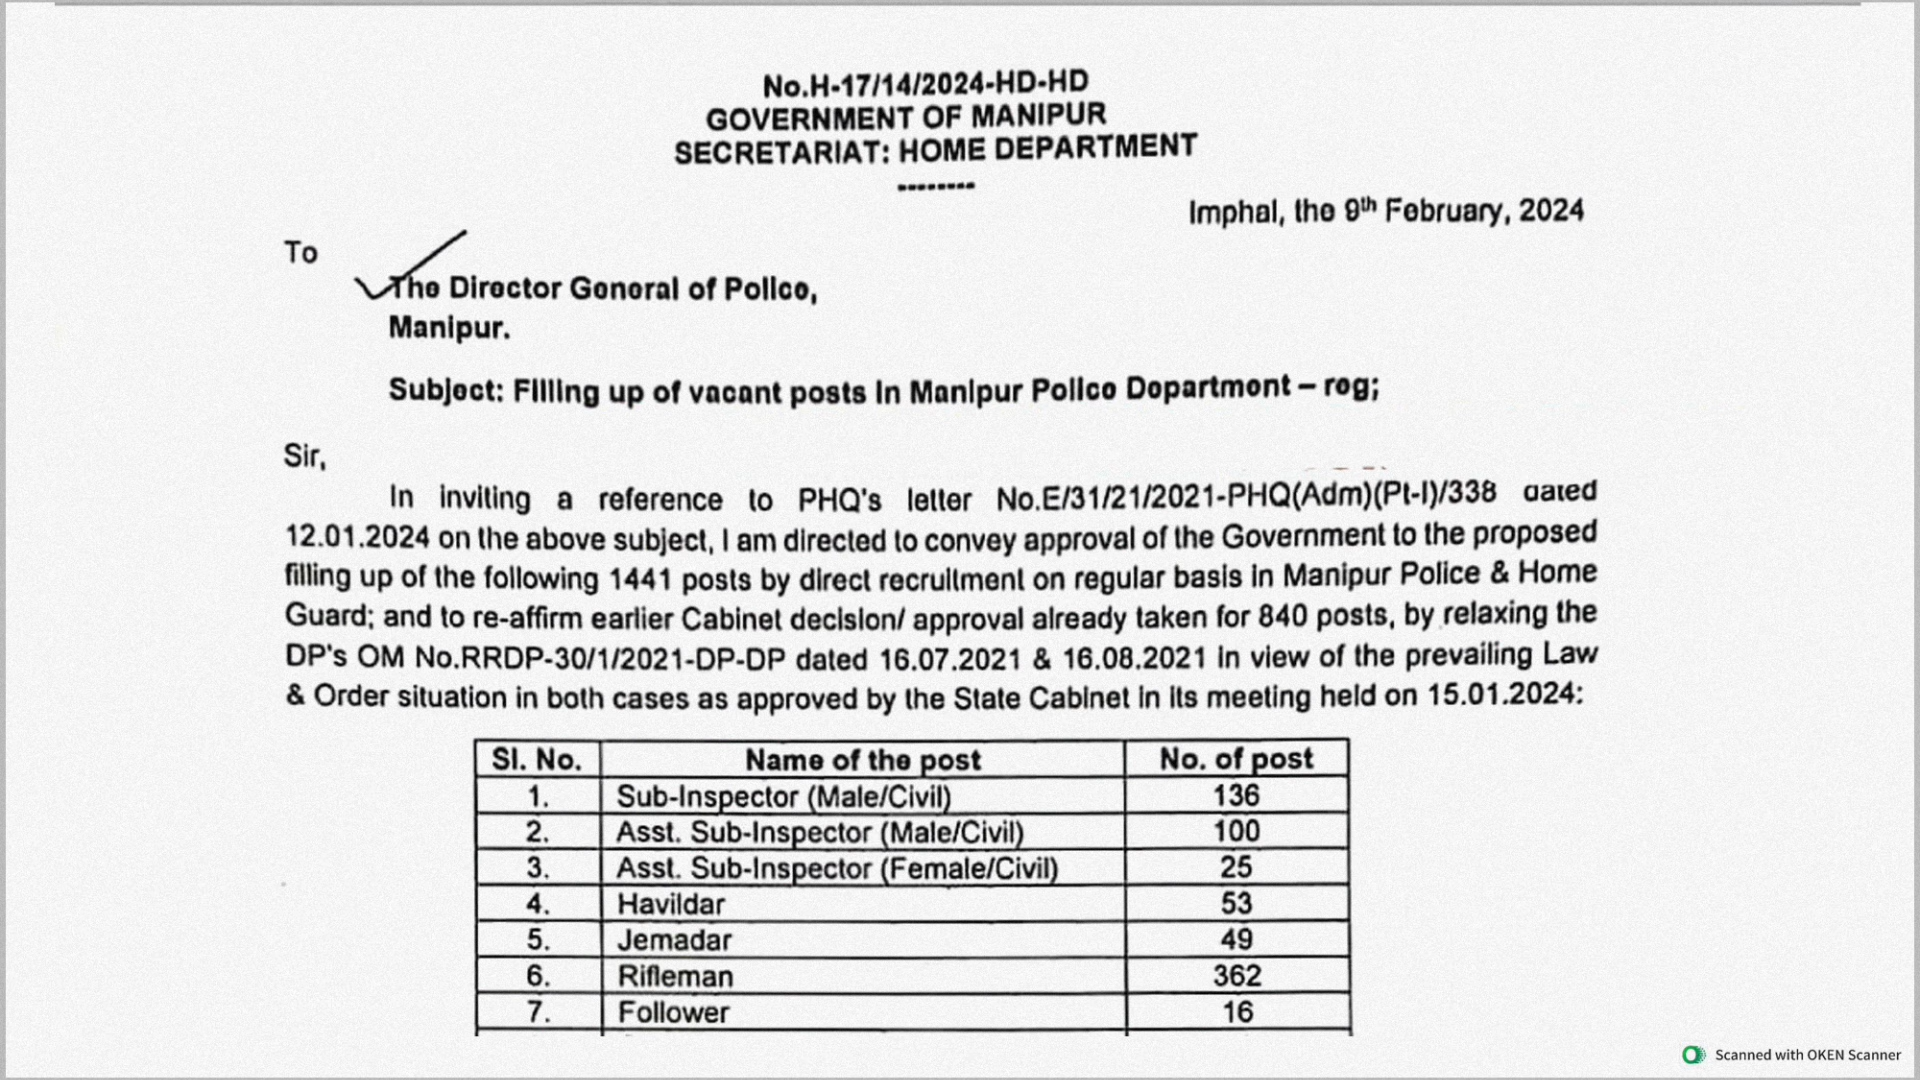 No.H-17/14/2024-HD-HD
GOVERNMENT OF MANIPUR
SECRETARIAT: HOME DEPARTMENT
--------
Imphal, the 9th February, 2024
To
The Director General of Police,
Manipur.
Subject: Filling up of vacant posts in Manipur Police Department – reg;
Sir,
In inviting a reference to PHQ's letter No.E/31/21/2021-PHQ(Adm)(Pt-I)/338 dated
12.01.2024 on the above subject, I am directed to convey approval of the Government to the proposed
filling up of the following 1441 posts by direct recruitment on regular basis in Manipur Police & Home
Guard; and to re-affirm earlier Cabinet decision/ approval already taken for 840 posts, by relaxing the
DP's OM No.RRDP-30/1/2021-DP-DP dated 16.07.2021 & 16.08.2021 in view of the prevailing Law
& Order situation in both cases as approved by the State Cabinet in its meeting held on 15.01.2024:
Sl. No. Name of the post No. of post
1. Sub-Inspector (Male/Civil) 136
2. Asst. Sub-Inspector (Male/Civil) 100
3. Asst. Sub-Inspector (Female/Civil) 25
4. Havildar 53
5. Jemadar 49
6. Rifleman 362
7. Follower 16
Scanned with OKEN Scanner